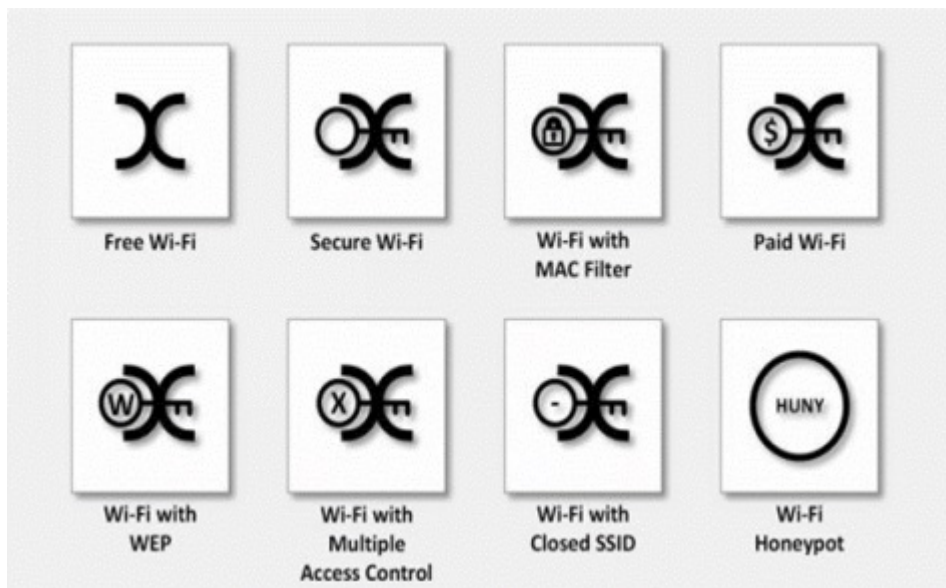 Free Wi-Fi
Secure Wi-Fi
Wi-Fi with
MAC Filter
$
Paid Wi-Fi
W
Wi-Fi with
WEP
X
Wi-Fi with
Multiple
Access Control
-
Wi-Fi with
Closed SSID
HUNY
Wi-Fi
Honeypot